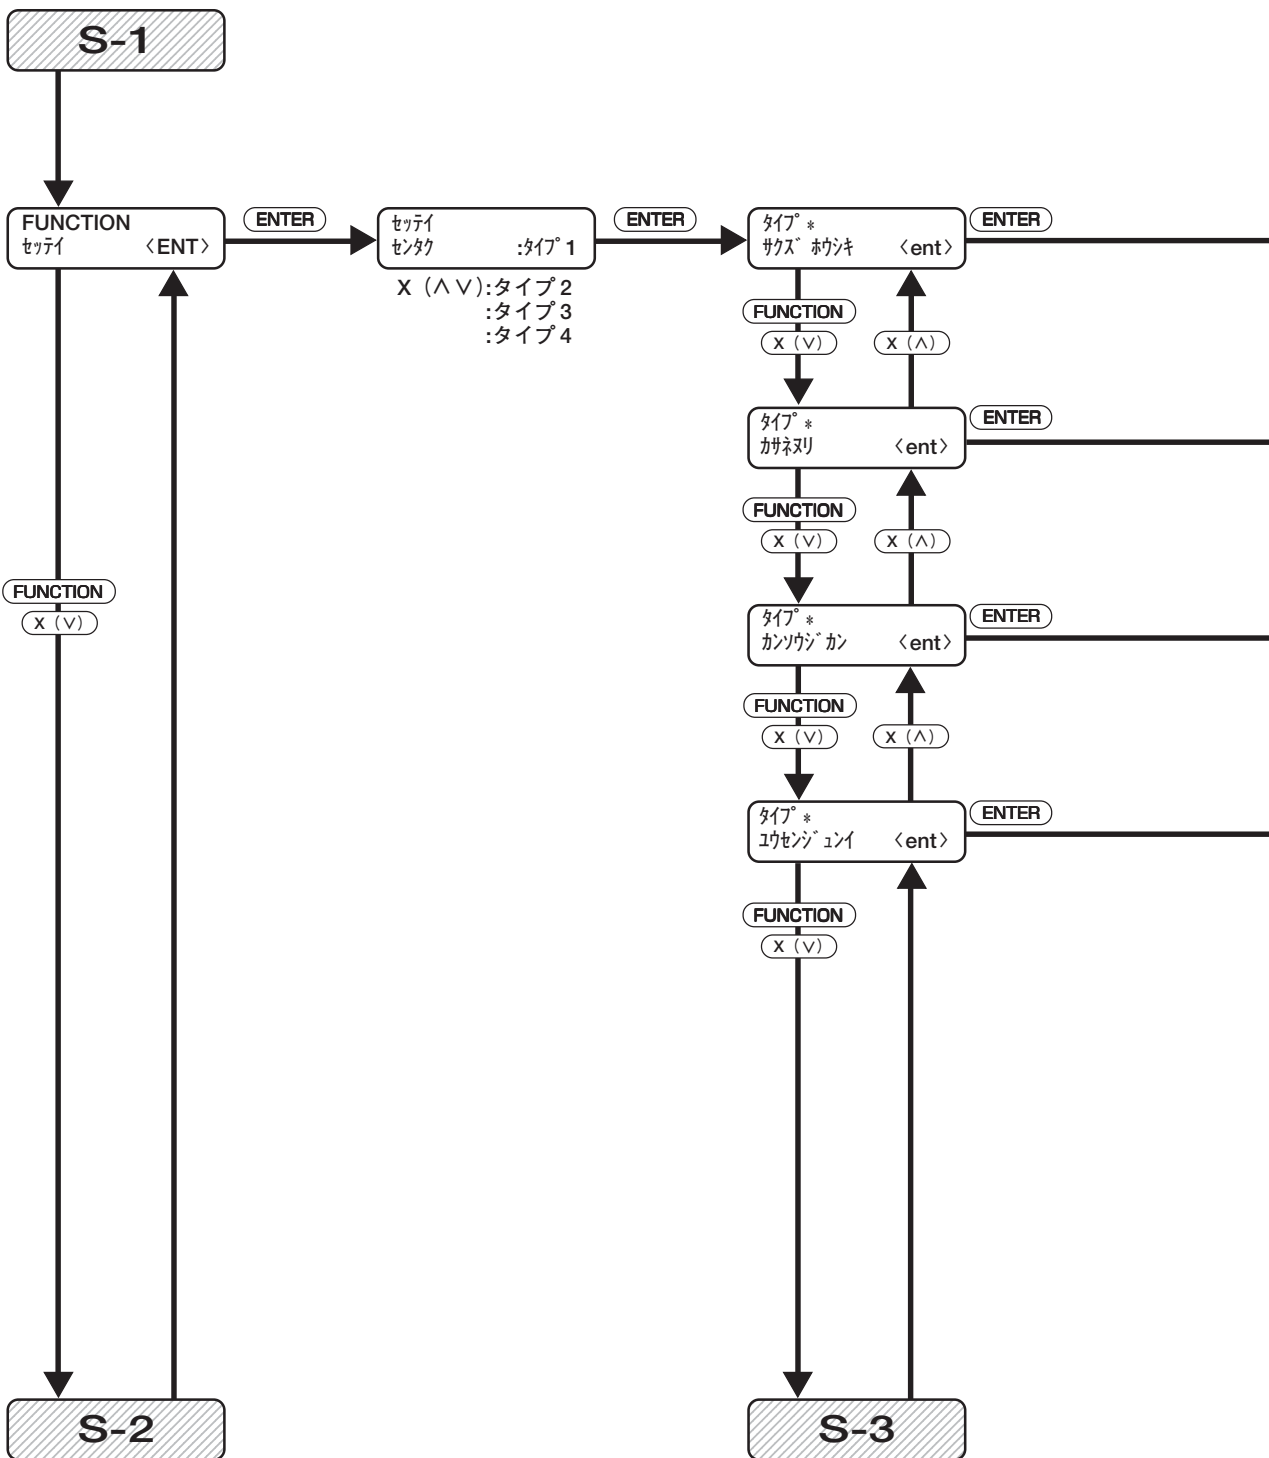 S-1
FUNCTION
ｾｯﾃｲ 〈ENT〉
ENTER
ｾｯﾃｲ
ｾﾝﾀｸ :ﾀｲﾌﾟ1
X（∧∨）:タイプ2
:タイプ3
:タイプ4
ENTER
ﾀｲﾌﾟ*
ｻｸｽﾞ ﾎｳｼｷ 〈ent〉
ENTER
FUNCTION
X（∨） X（∧）
ﾀｲﾌﾟ*
ｶｻﾈﾇﾘ 〈ent〉
ENTER
FUNCTION
X（∨） X（∧）
ﾀｲﾌﾟ*
ｶﾝｿｳｼﾞｶﾝ 〈ent〉
ENTER
FUNCTION
X（∨）
FUNCTION
X（∨） X（∧）
ﾀｲﾌﾟ*
ﾕｳｾﾝｼﾞｭﾝｲ 〈ent〉
ENTER
FUNCTION
X（∨）
S-2
S-3